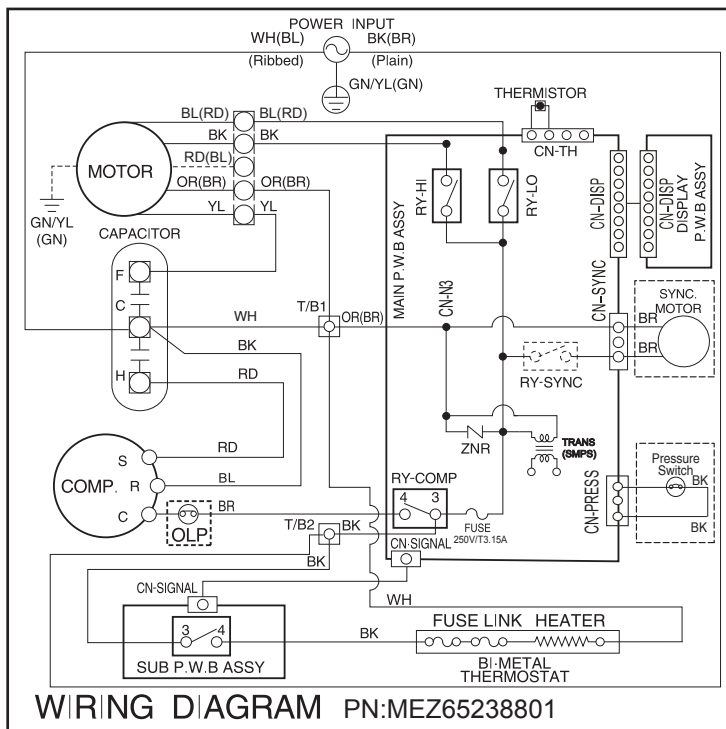 POWER INPUT
WH(BL) BK(BR)
(Ribbed) (Plain)
GN/YL(GN)
THERMISTOR
CN-TH
BL(RD) BL(RD)
BK BK
RD(BL)
OR(BR) OR(BR)
YL YL
MOTOR
GN/YL
(GN)
RY-HI
RY-LO
MAIN P.W.B ASSY
CN-DISP
CN-DISP
DISPLAY
P.W.B ASSY
CAPACITOR
F
C
H
WH
T/B1
OR(BR)
CN-N3
CN-SYNC
SYNC.
MOTOR
BR
BR
RY-SYNC
BK
RD
ZNR
TRANS
(SMPS)
COMP.
S
R
C
RD
BL
BR
OLP
RY-COMP
4 3
FUSE
250V/T3.15A
CN-PRESS
Pressure
Switch
BK
BK
T/B2
BK
BK
CN·SIGNAL
CN-SIGNAL
WH
3 4
SUB P.W.B ASSY
BK
FUSE LINK HEATER
BI·METAL
THERMOSTAT
WIRING DIAGRAM PN:MEZ65238801